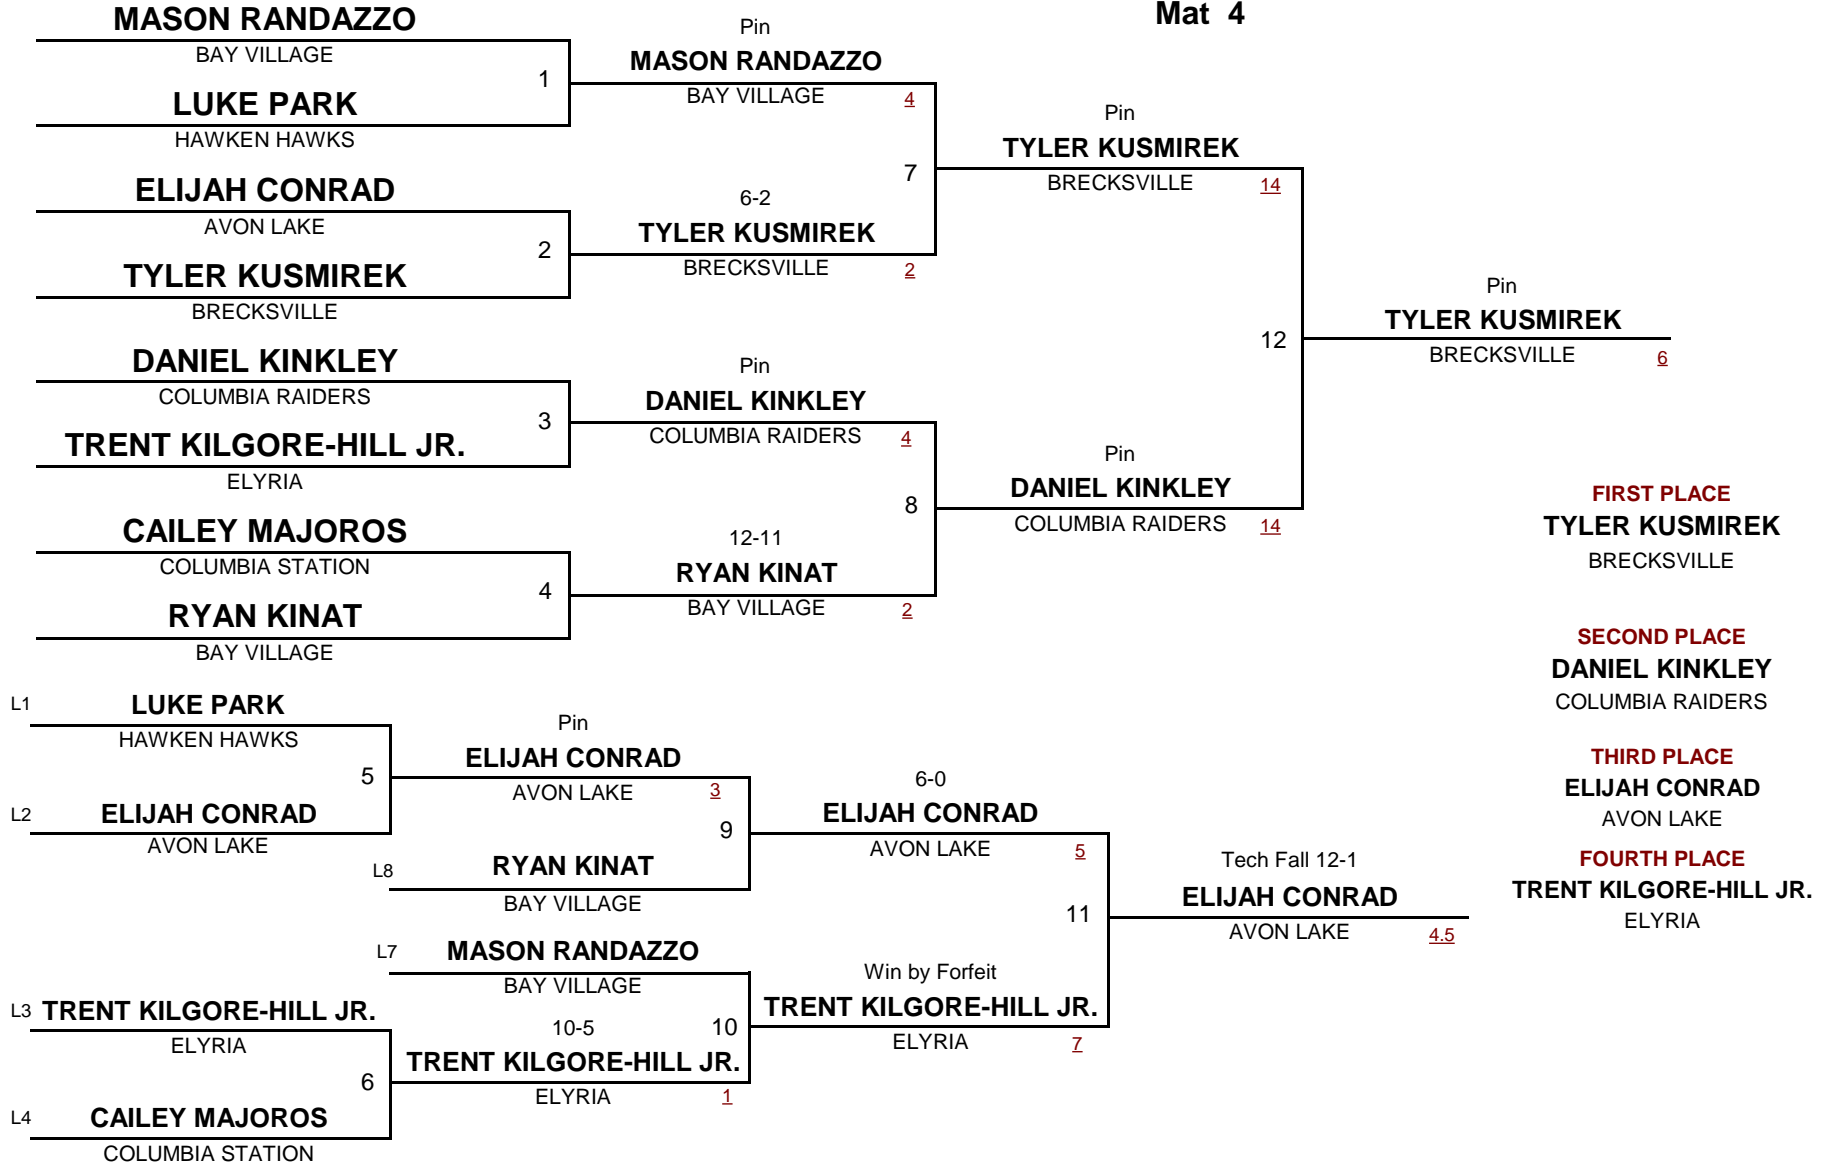 Mat 4
MASON RANDAZZO
BAY VILLAGE
1
LUKE PARK
HAWKEN HAWKS
Pin
MASON RANDAZZO
BAY VILLAGE
4
ELIJAH CONRAD
AVON LAKE
2
TYLER KUSMIREK
BRECKSVILLE
6-2
TYLER KUSMIREK
BRECKSVILLE
2
7
Pin
TYLER KUSMIREK
BRECKSVILLE
14
DANIEL KINKLEY
COLUMBIA RAIDERS
3
TRENT KILGORE-HILL JR.
ELYRIA
Pin
DANIEL KINKLEY
COLUMBIA RAIDERS
4
CAILEY MAJOROS
COLUMBIA STATION
4
RYAN KINAT
BAY VILLAGE
12-11
RYAN KINAT
BAY VILLAGE
2
8
Pin
DANIEL KINKLEY
COLUMBIA RAIDERS
14
12
Pin
TYLER KUSMIREK
BRECKSVILLE
6
FIRST PLACE
TYLER KUSMIREK
BRECKSVILLE
SECOND PLACE
DANIEL KINKLEY
COLUMBIA RAIDERS
THIRD PLACE
ELIJAH CONRAD
AVON LAKE
FOURTH PLACE
TRENT KILGORE-HILL JR.
ELYRIA
L1
LUKE PARK
HAWKEN HAWKS
5
L2
ELIJAH CONRAD
AVON LAKE
Pin
ELIJAH CONRAD
AVON LAKE
3
9
L8
RYAN KINAT
BAY VILLAGE
6-0
ELIJAH CONRAD
AVON LAKE
5
L7
MASON RANDAZZO
BAY VILLAGE
L3
TRENT KILGORE-HILL JR.
ELYRIA
6
L4
CAILEY MAJOROS
COLUMBIA STATION
10-5
TRENT KILGORE-HILL JR.
ELYRIA
1
10
Win by Forfeit
TRENT KILGORE-HILL JR.
ELYRIA
7
11
Tech Fall 12-1
ELIJAH CONRAD
AVON LAKE
4.5